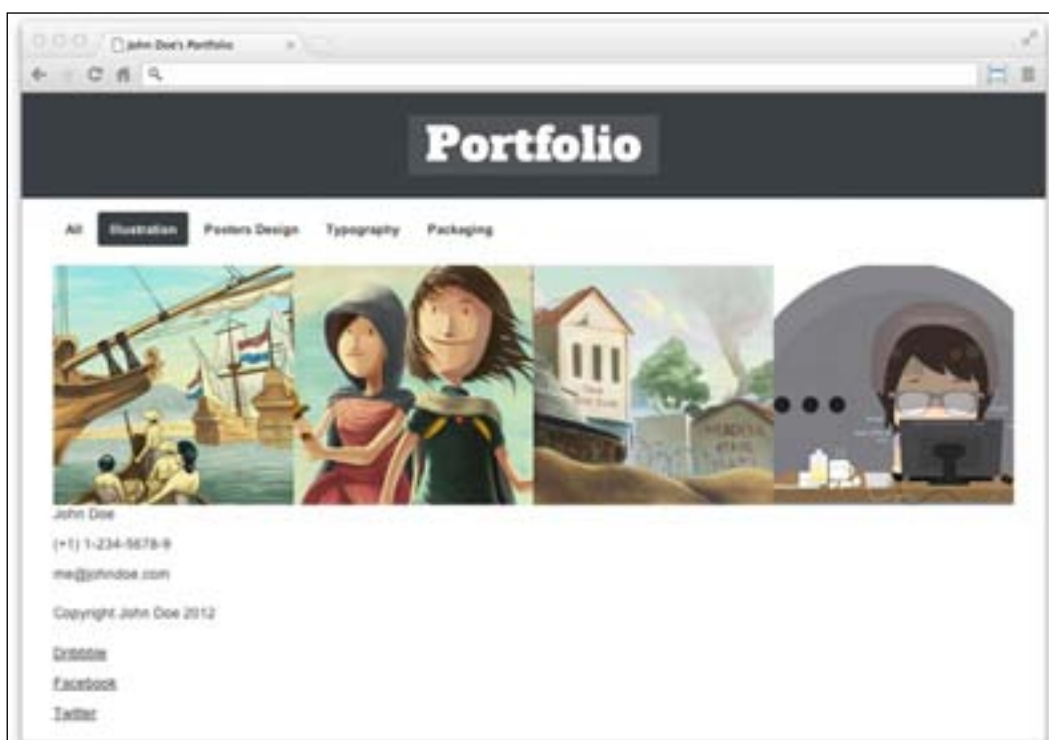 John Doe's Portfolio
Portfolio
All Illustration Posters Design Typography Packaging
John Doe
(+1) 1-234-5678-9
me@johndoe.com
Copyright John Doe 2012
Dribbble
Facebook
Twitter